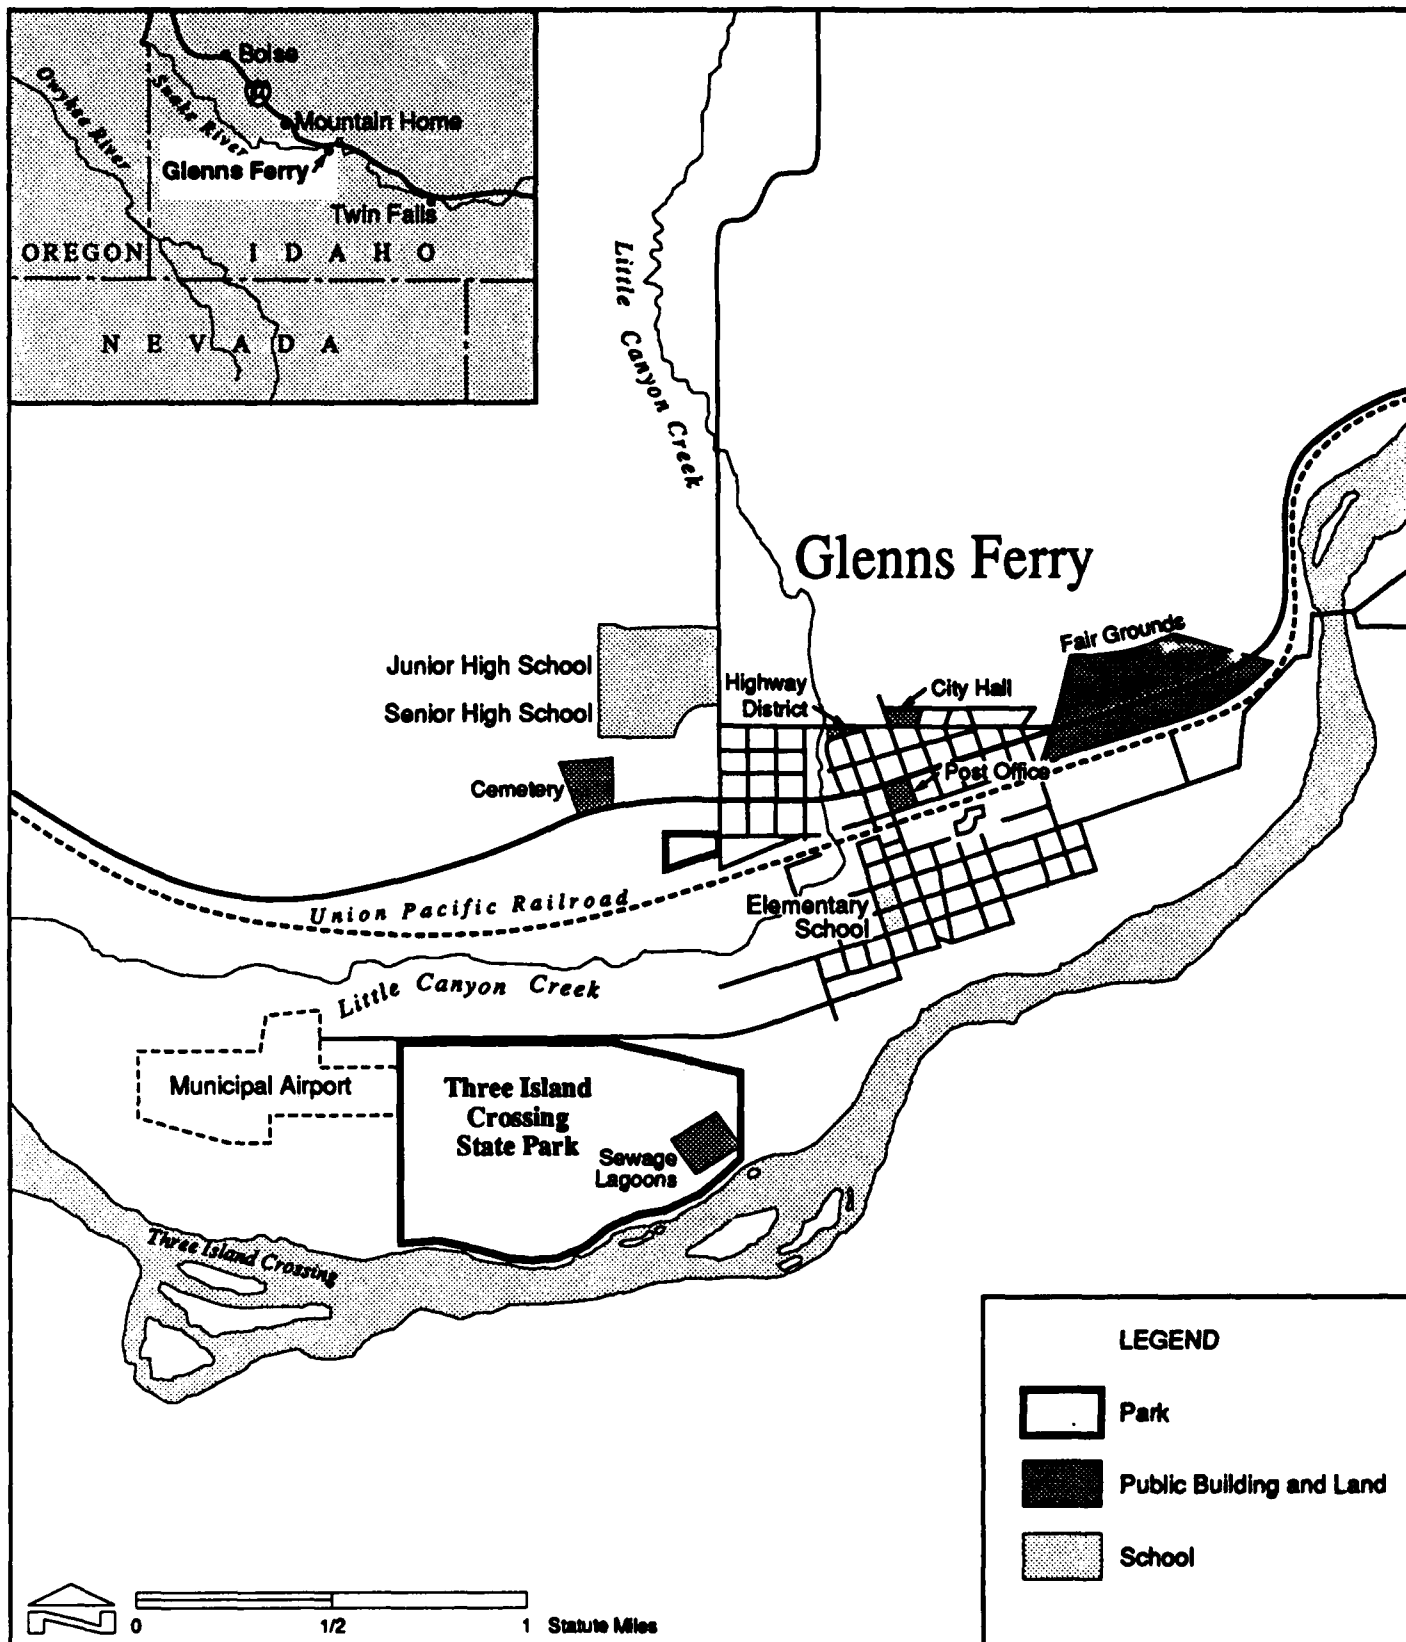 Boise
84
Owyhee River
Snake River
Mountain Home
Glenns Ferry
Twin Falls
OREGON
IDAHO
NEVADA
Little Canyon Creek
Glenns Ferry
Fair Grounds
Junior High School
Senior High School
Highway
District
City Hall
Cemetery
Post Office
Union Pacific Railroad
Elementary
School
Little Canyon Creek
Municipal Airport
Three Island
Crossing
State Park
Sewage
Lagoons
Three Island Crossing
LEGEND
Park
Public Building and Land
School
N
0 1/2 1 Statute Miles